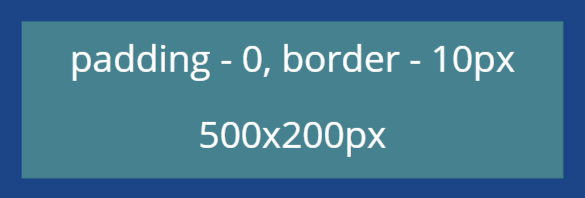 padding - 0, border - 10px
500x200px